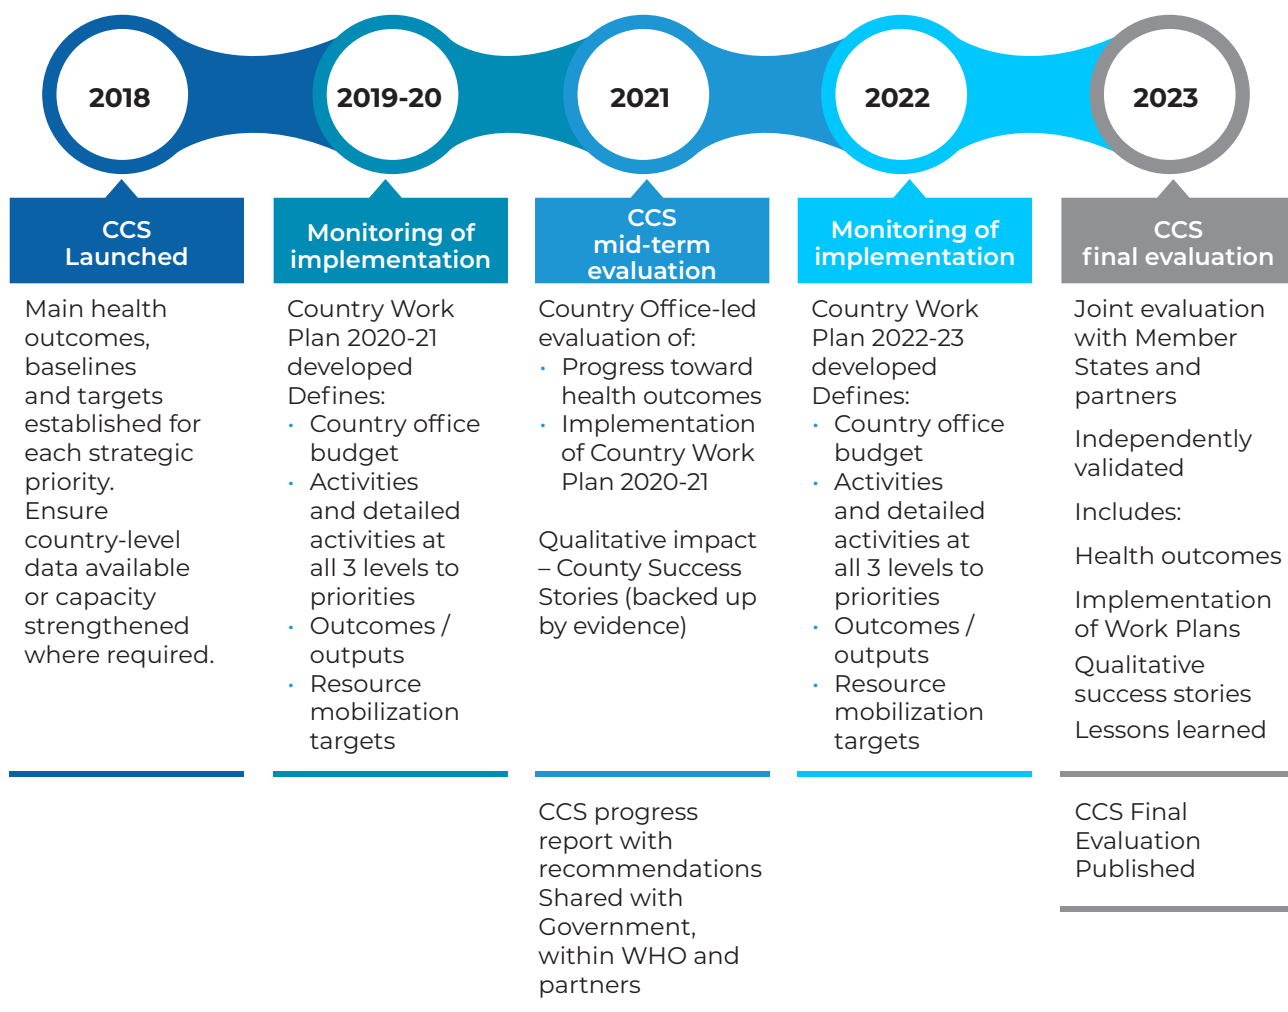 2018
2019-20
2021
2022
2023
CCS
Launched
Main health
outcomes,
baselines
and targets
established for
each strategic
priority.
Ensure
country-level
data available
or capacity
strengthened
where required.
Monitoring of
implementation
Country Work
Plan 2020-21
developed
Defines:
· Country office
budget
· Activities
and detailed
activities at
all 3 levels to
priorities
· Outcomes /
outputs
· Resource
mobilization
targets
CCS
mid-term
evaluation
Country Office-led
evaluation of:
· Progress toward
health outcomes
· Implementation
of Country Work
Plan 2020-21
Qualitative impact
– County Success
Stories (backed up
by evidence)
CCS progress
report with
recommendations
Shared with
Government,
within WHO and
partners
Monitoring of
implementation
Country Work
Plan 2022-23
developed
Defines:
· Country office
budget
· Activities
and detailed
activities at
all 3 levels to
priorities
· Outcomes /
outputs
· Resource
mobilization
targets
CCS
final evaluation
Joint evaluation
with Member
States and
partners
Independently
validated
Includes:
Health outcomes
Implementation
of Work Plans
Qualitative
success stories
Lessons learned
CCS Final
Evaluation
Published